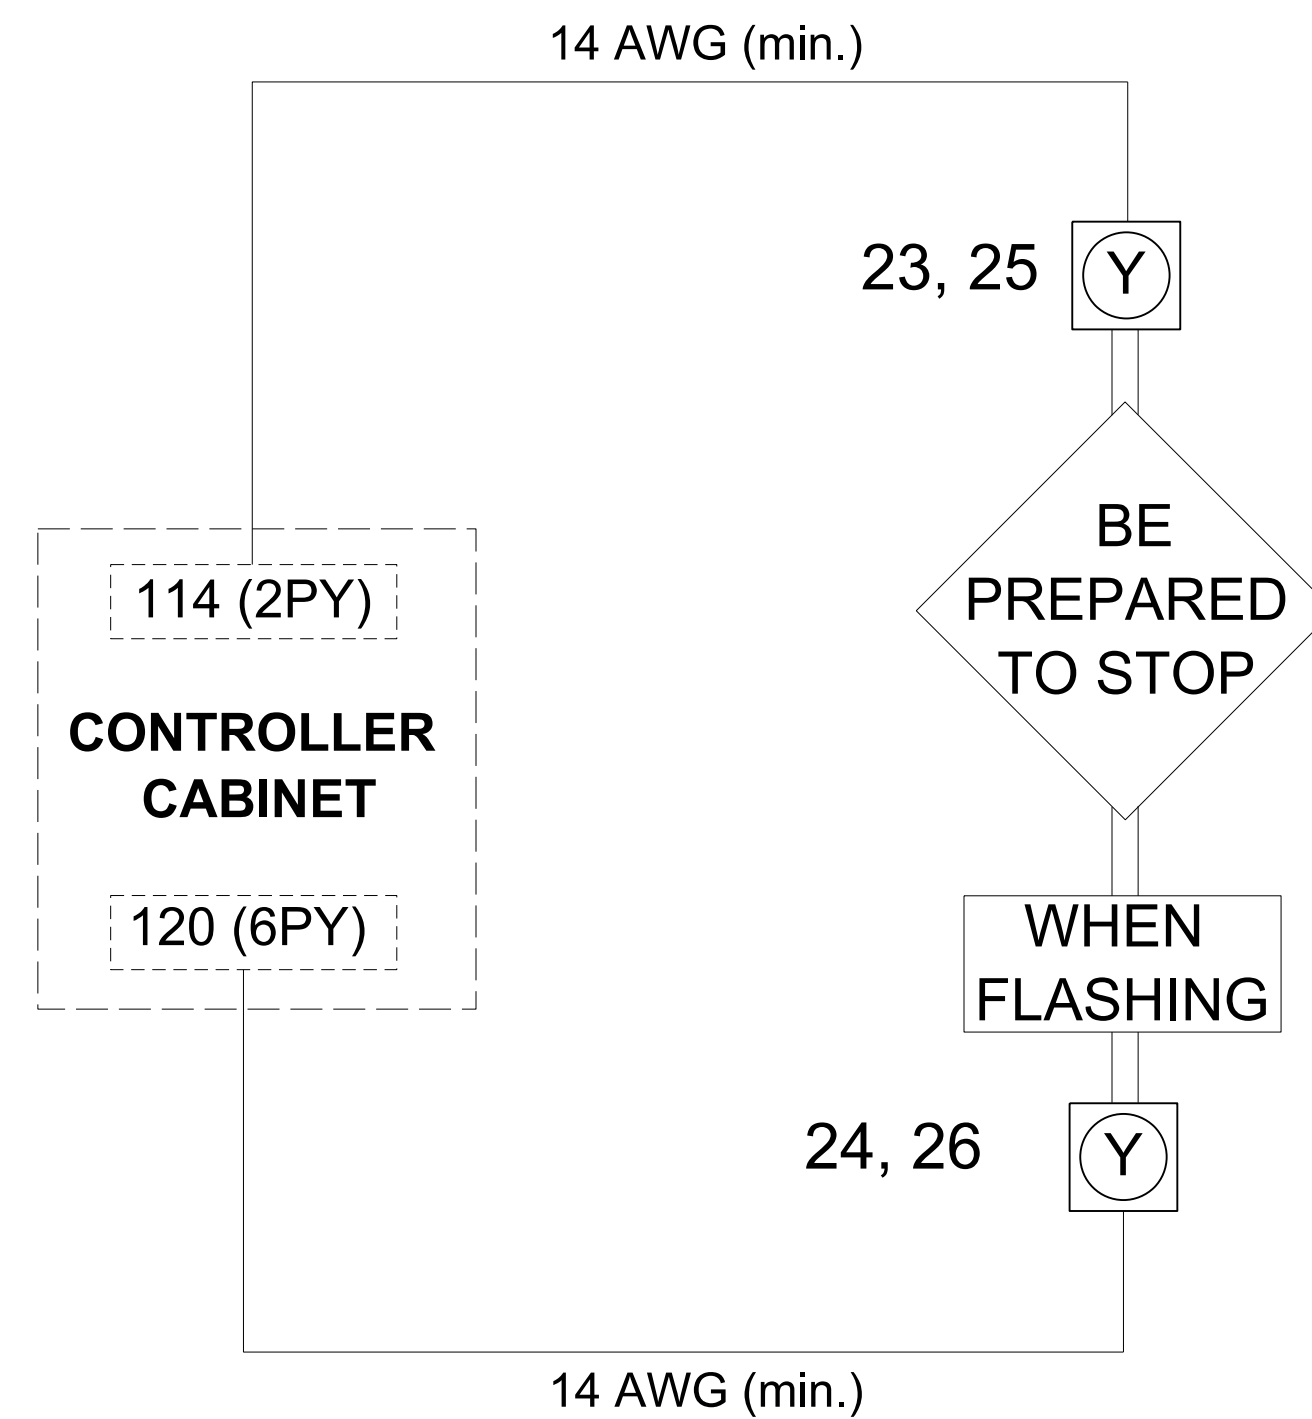 14 AWG (min.)
23, 25
Y
BE
PREPARED
TO STOP
114 (2PY)
CONTROLLER
CABINET
120 (6PY)
WHEN
FLASHING
24, 26
Y
14 AWG (min.)